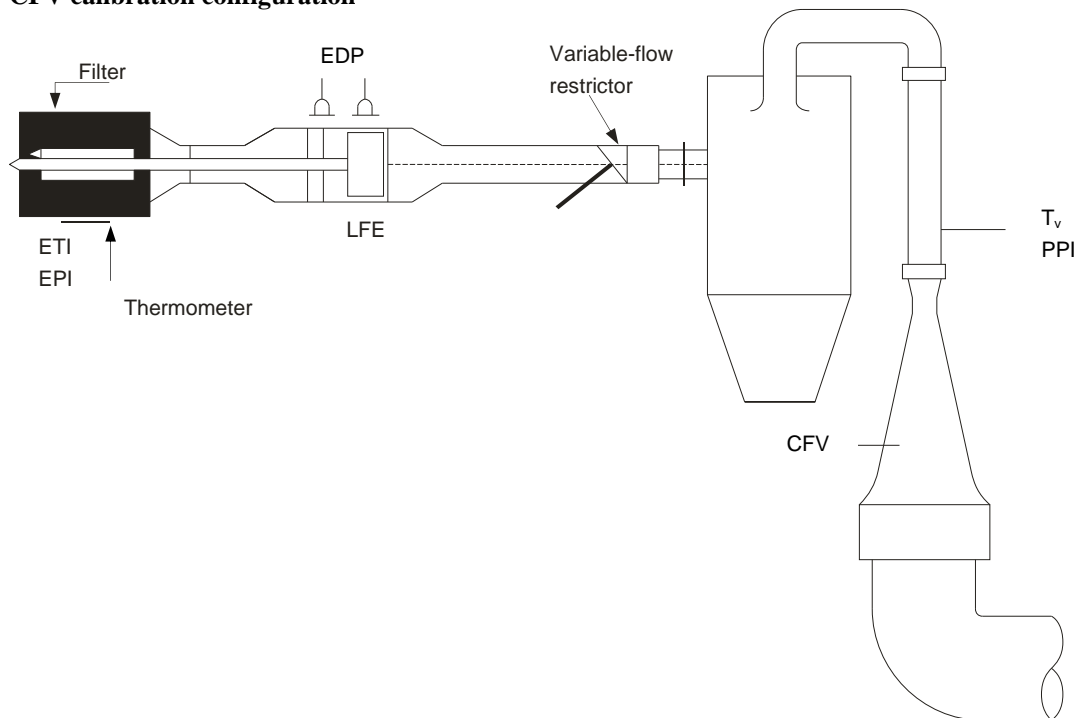 CFV calibration configuration
Filter
EDP
Variable-flow
restrictor
LFE
ETI
EPI
Thermometer
Tv
PPI
CFV